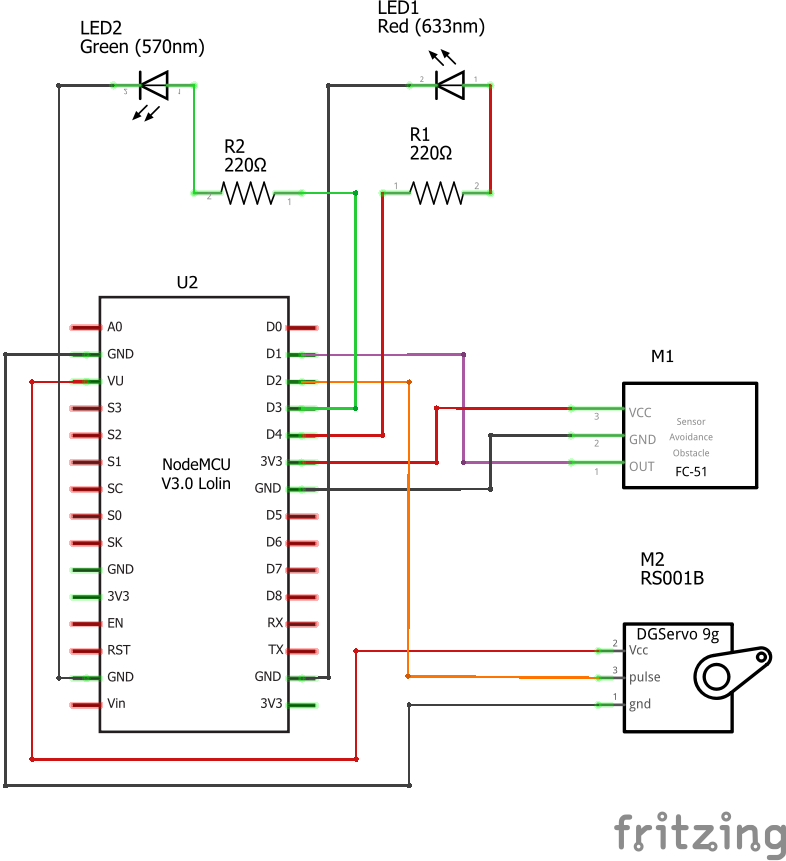 LED2
Green (570nm)
LED1
Red (633nm)
2
1
2
1
R2
220Ω
R1
220Ω
2
1
1
2
U2
A0
GND
VU
S3
S2
S1
SC
S0
SK
GND
3V3
EN
RST
GND
Vin
NodeMCU
V3.0 Lolin
D0
D1
D2
D3
D4
3V3
GND
D5
D6
D7
D8
RX
TX
GND
3V3
M1
3
VCC
2
GND
1
OUT
Sensor
Avoidance
Obstacle
FC-51
M2
RS001B
DGServo 9g
2
Vcc
3
pulse
1
gnd
fritzing